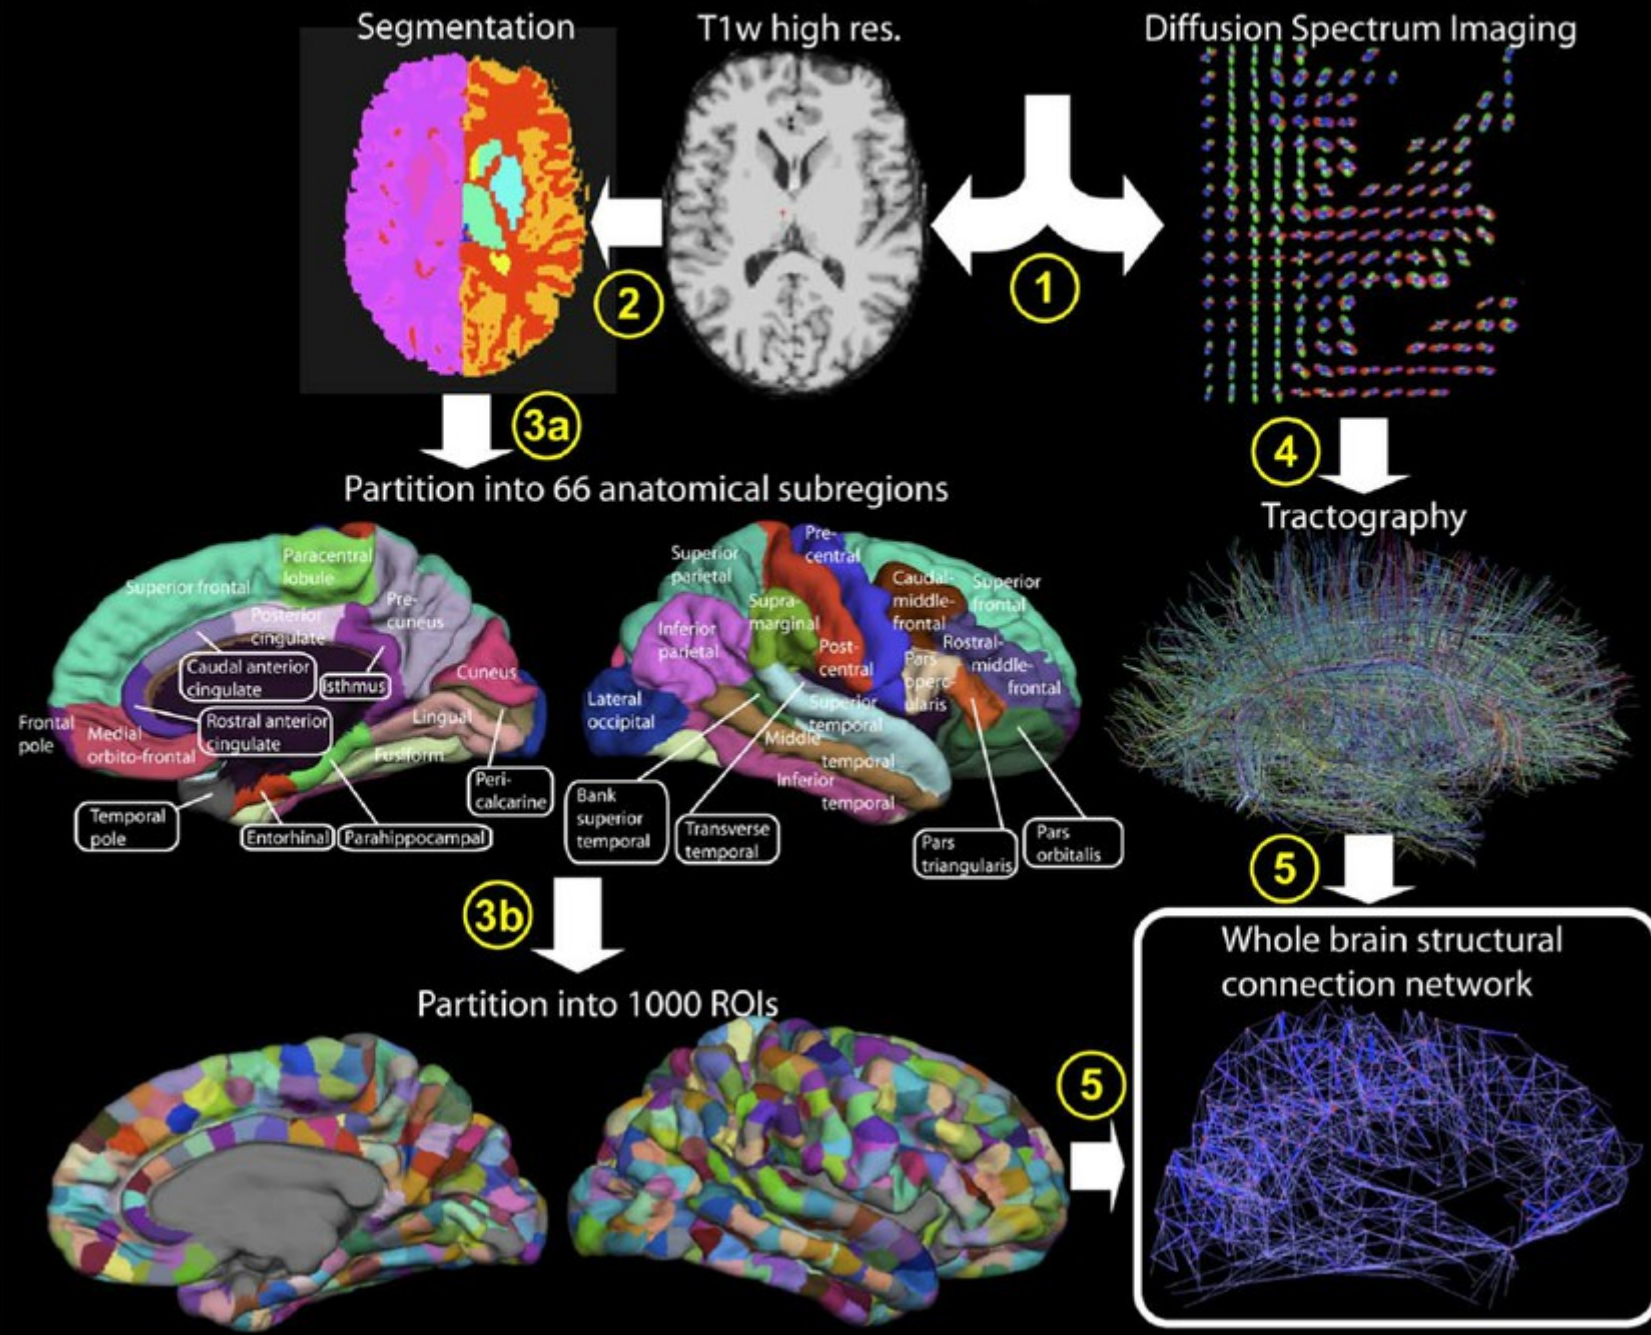 Segmentation
T1w high res.
Diffusion Spectrum Imaging
1
2
3a
4
Partition into 66 anatomical subregions
Tractography
Superior frontal
Paracentral
lobule
Posterior
cingulate
Pre-
cuneus
Caudal anterior
cingulate
Isthmus
Cuneus
Frontal
pole
Medial
orbito-frontal
Rostral anterior
cingulate
Lingual
Fusiform
Peri-
calcarine
Temporal
pole
Entorhinal
Parahippocampal
Superior
parietal
Pre-
central
Caudal-
middle-
frontal
Superior
frontal
Supra-
marginal
Inferior
parietal
Post-
central
Rostral-
middle-
frontal
Pars
operc-
ularis
Lateral
occipital
Superior
temporal
Middle
temporal
Inferior
temporal
Bank
superior
temporal
Transverse
temporal
Pars
triangularis
Pars
orbitalis
5
3b
Whole brain structural
connection network
Partition into 1000 ROIs
5